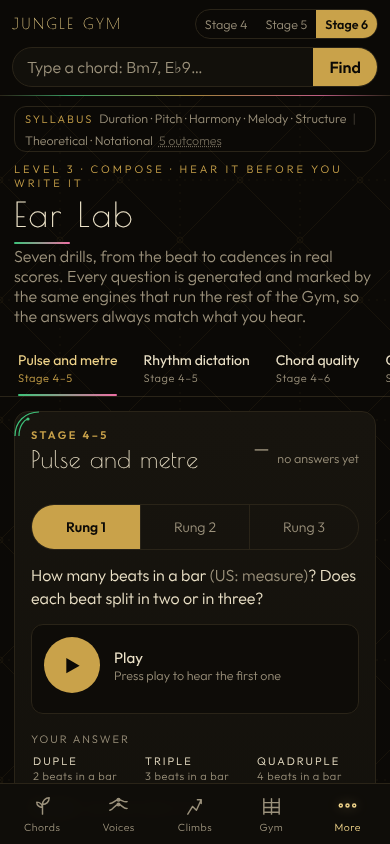 JUNGLE GYM
Stage 4 Stage 5 Stage 6
Type a chord: Bm7, E♭9… Find
SYLLABUS Duration · Pitch · Harmony · Melody · Structure |
Theoretical · Notational 5 outcomes
LEVEL 3 · COMPOSE · HEAR IT BEFORE YOU
WRITE IT
Ear Lab
Seven drills, from the beat to cadences in real
scores. Every question is generated and marked by
the same engines that run the rest of the Gym, so
the answers always match what you hear.
Pulse and metre Rhythm dictation Chord quality
Stage 4–5 Stage 4–5 Stage 4–6
STAGE 4–5
Pulse and metre — no answers yet
Rung 1 Rung 2 Rung 3
How many beats in a bar (US: measure)? Does
each beat split in two or in three?
Play
Press play to hear the first one
YOUR ANSWER
DUPLE TRIPLE QUADRUPLE
2 beats in a bar 3 beats in a bar 4 beats in a bar
Chords Voices Climbs Gym More